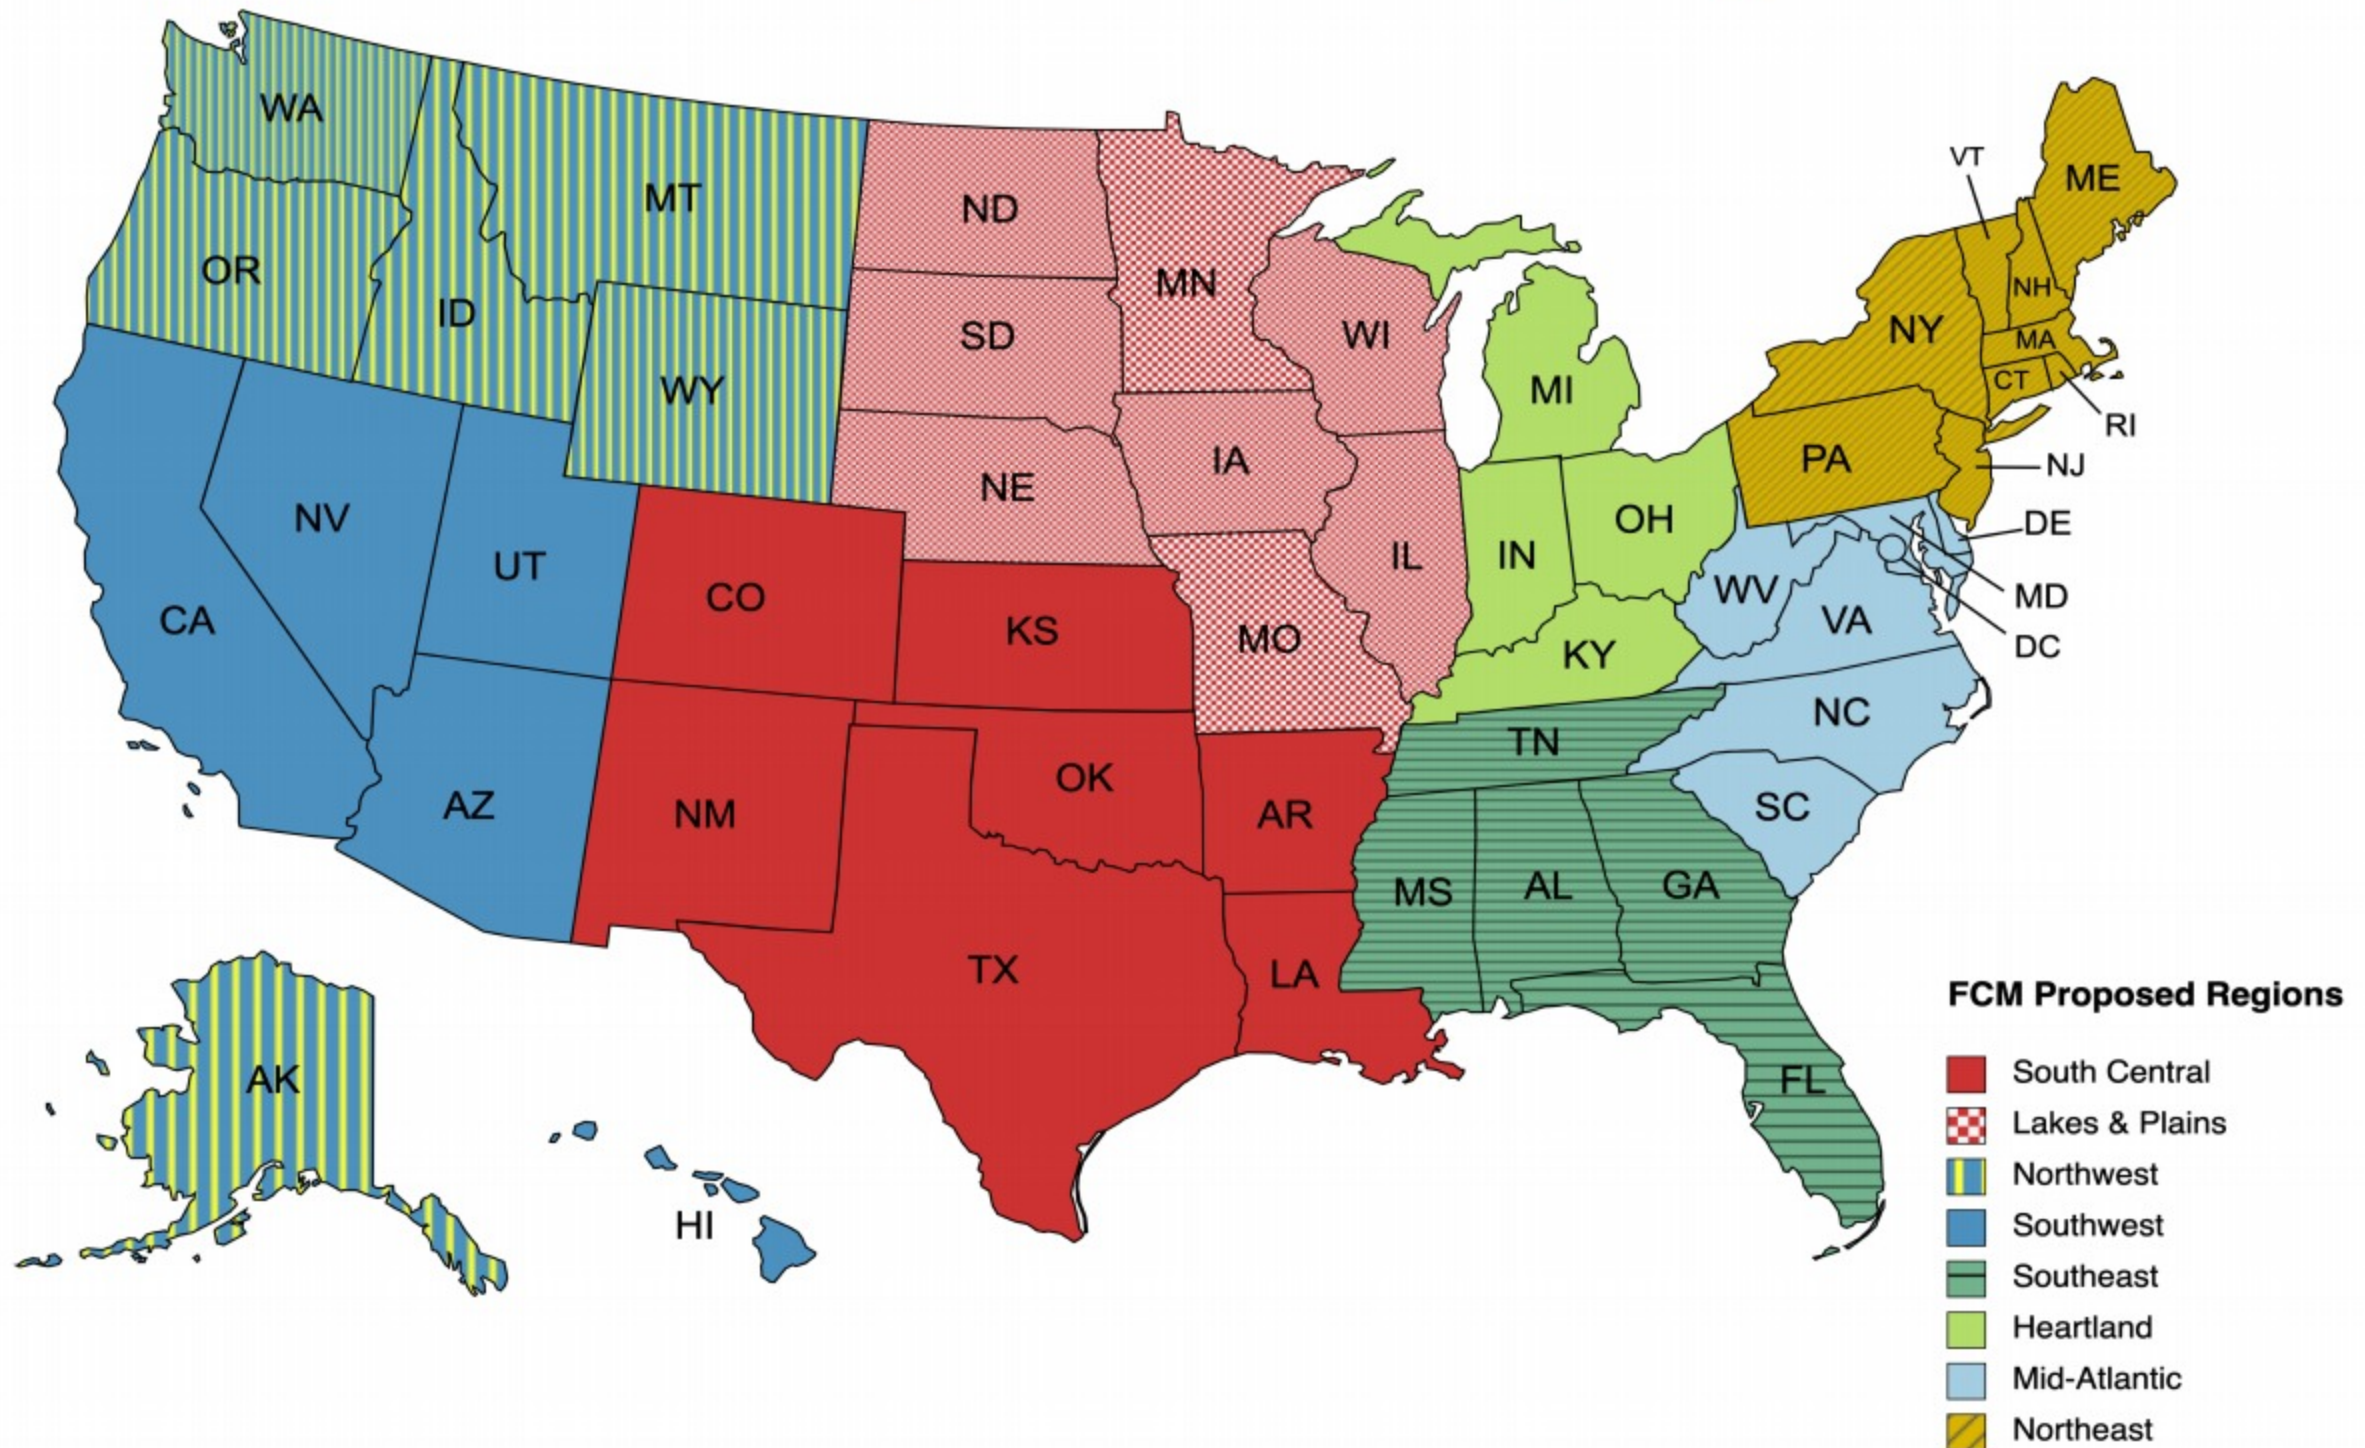 WA
MT
ND
MN
OR
ID
SD
WI
WY
MI
VT
ME
NH
NY
MA
CT
RI
NE
IA
PA
NJ
NV
UT
CO
KS
IL
IN
OH
DE
WV
MD
CA
MO
KY
VA
DC
NC
TN
AZ
NM
OK
AR
SC
MS
AL
GA
TX
LA
AK
FL
HI
FCM Proposed Regions
South Central
Lakes & Plains
Northwest
Southwest
Southeast
Heartland
Mid-Atlantic
Northeast